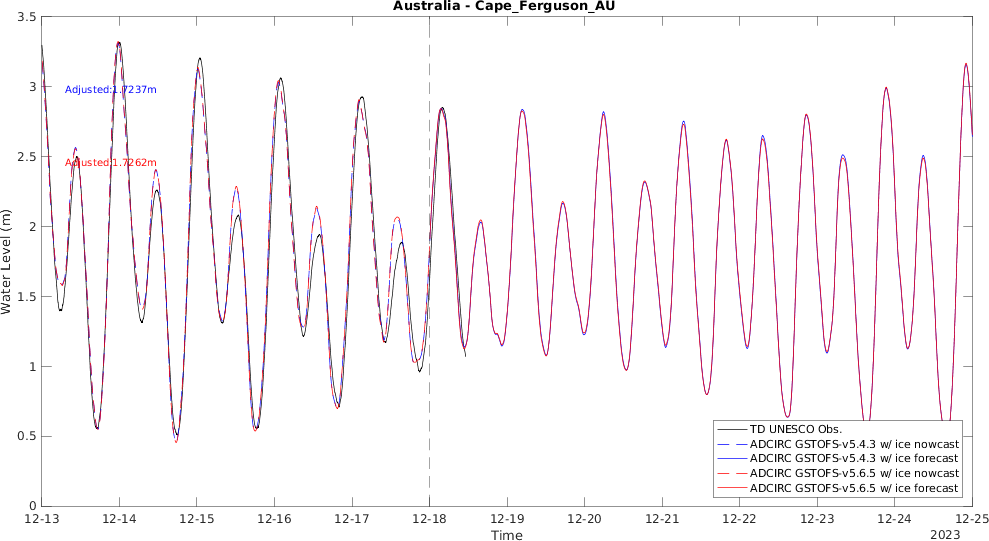 Australia - Cape_Ferguson_AU
3.5
3
2.5
2
1.5
1
0.5
0
Water Level (m)
Adjusted:1.7237m
Adjusted:1.7262m
TD UNESCO Obs.
ADCIRC GSTOFS-v5.4.3 w/ ice nowcast
ADCIRC GSTOFS-v5.4.3 w/ ice forecast
ADCIRC GSTOFS-v5.6.5 w/ ice nowcast
ADCIRC GSTOFS-v5.6.5 w/ ice forecast
12-13 12-14 12-15 12-16 12-17 12-18 12-19 12-20 12-21 12-22 12-23 12-24 12-25
Time
2023